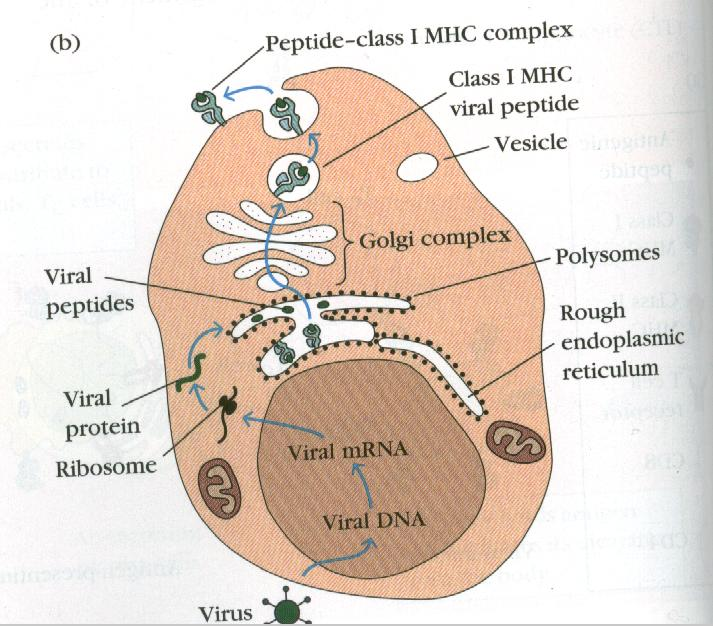 (b)
Peptide–class I MHC complex
Class I MHC
viral peptide
Vesicle
Golgi complex
Polysomes
Viral
peptides
Rough
endoplasmic
reticulum
Viral
protein
Ribosome
Viral mRNA
Viral DNA
Virus